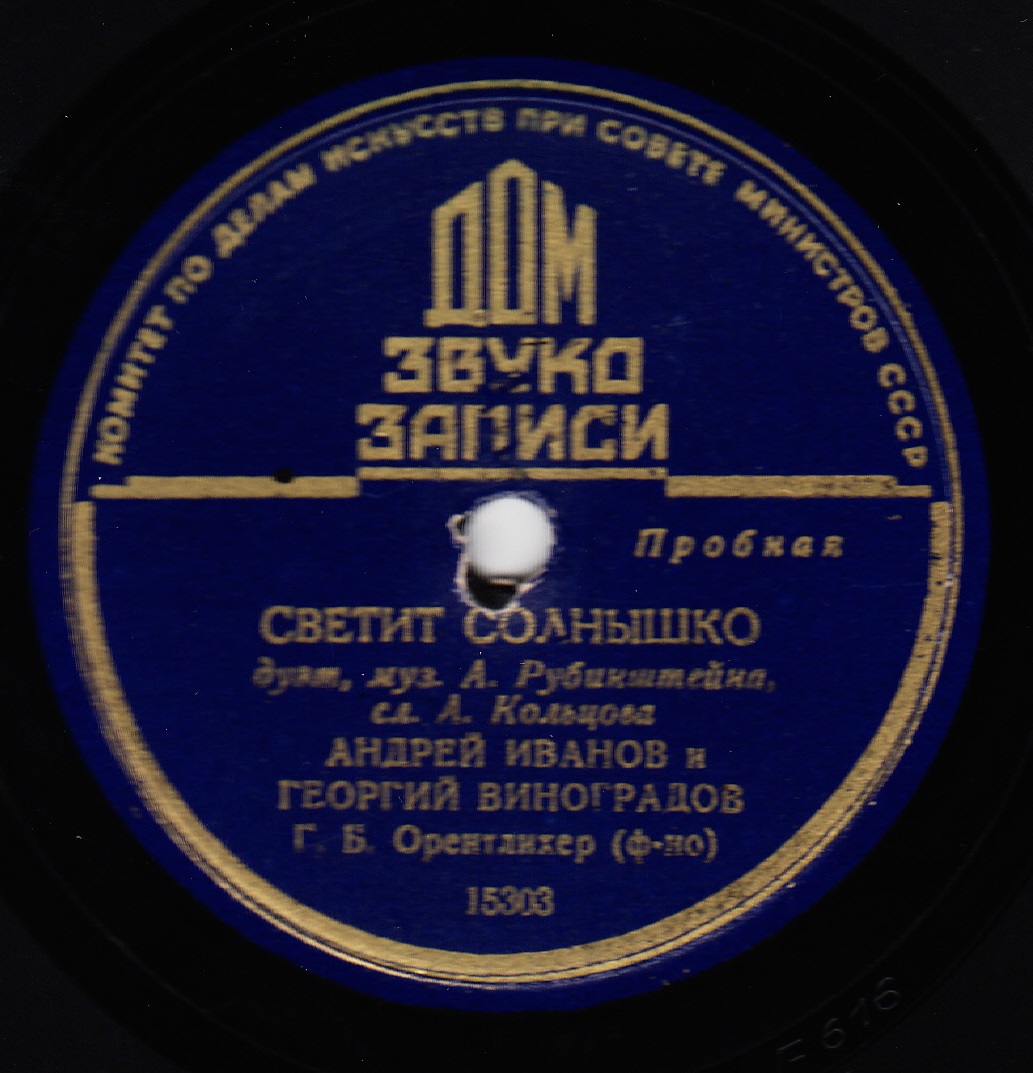 КОМИТЕТ ПО ДЕЛАМ ИСКУССТВ ПРИ СОВЕТЕ МИНИСТРОВ СССР
ДОМ
ЗВУКО
ЗАПИСИ
Пробная
СВЕТИТ СОЛНЫШКО
дуэт, муз. А. Рубинштейна,
сл. А. Кольцова
АНДРЕЙ ИВАНОВ и
ГЕОРГИЙ ВИНОГРАДОВ
Г. Б. Орентлихер (ф-но)
15303
616